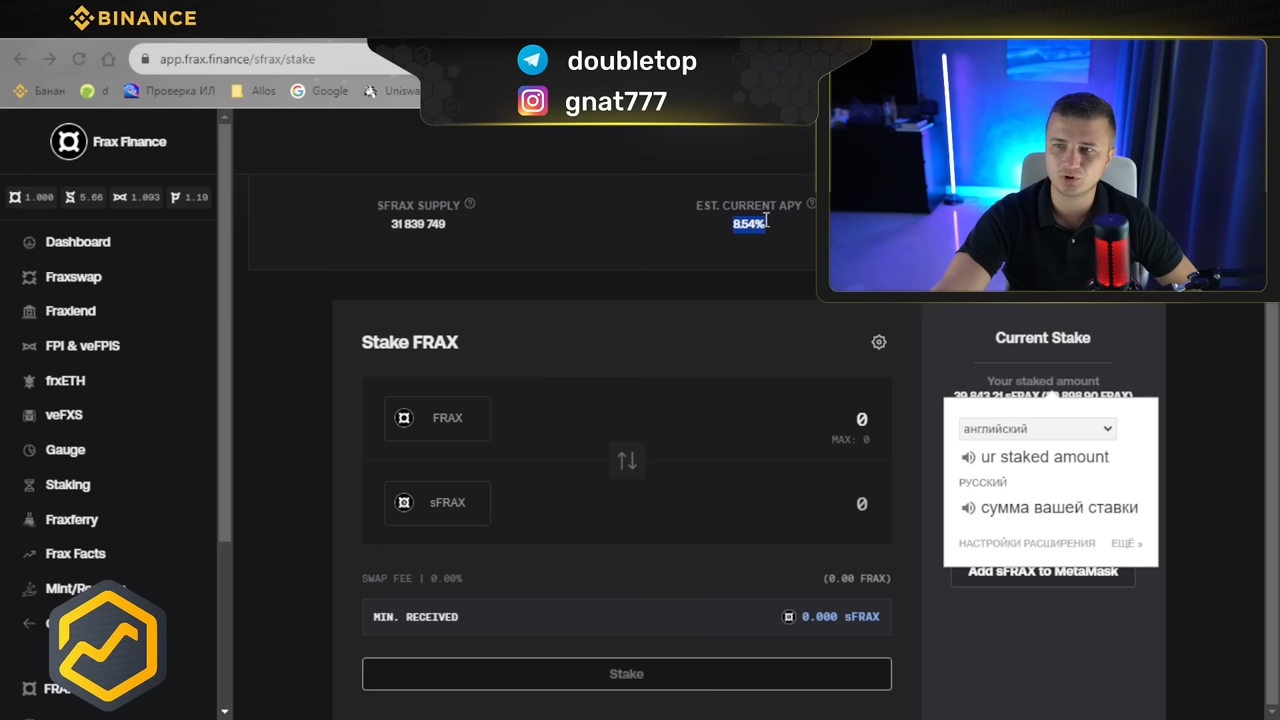 BINANCE
app.frax.finance/sfrax/stake
Банан
d
Проверка ИЛ
Allos
Google
Uniswa
doubletop
gnat777
Frax Finance
1.000
5.66
1.093
1.19
Dashboard
Fraxswap
Fraxlend
FPI & veFPIS
frxETH
veFXS
Gauge
Staking
Fraxferry
Frax Facts
SFRAX SUPPLY
31 839 749
EST. CURRENT APY
8.54%
Stake FRAX
FRAX
0
MAX: 0
sFRAX
0
SWAP FEE | 0.00%
(0.00 FRAX)
MIN. RECEIVED
0.000 sFRAX
Stake
Current Stake
Your staked amount
английский
ur staked amount
РУССКИЙ
сумма вашей ставки
НАСТРОЙКИ РАСШИРЕНИЯ
ЕЩЁ »
Add sFRAX to MetaMask